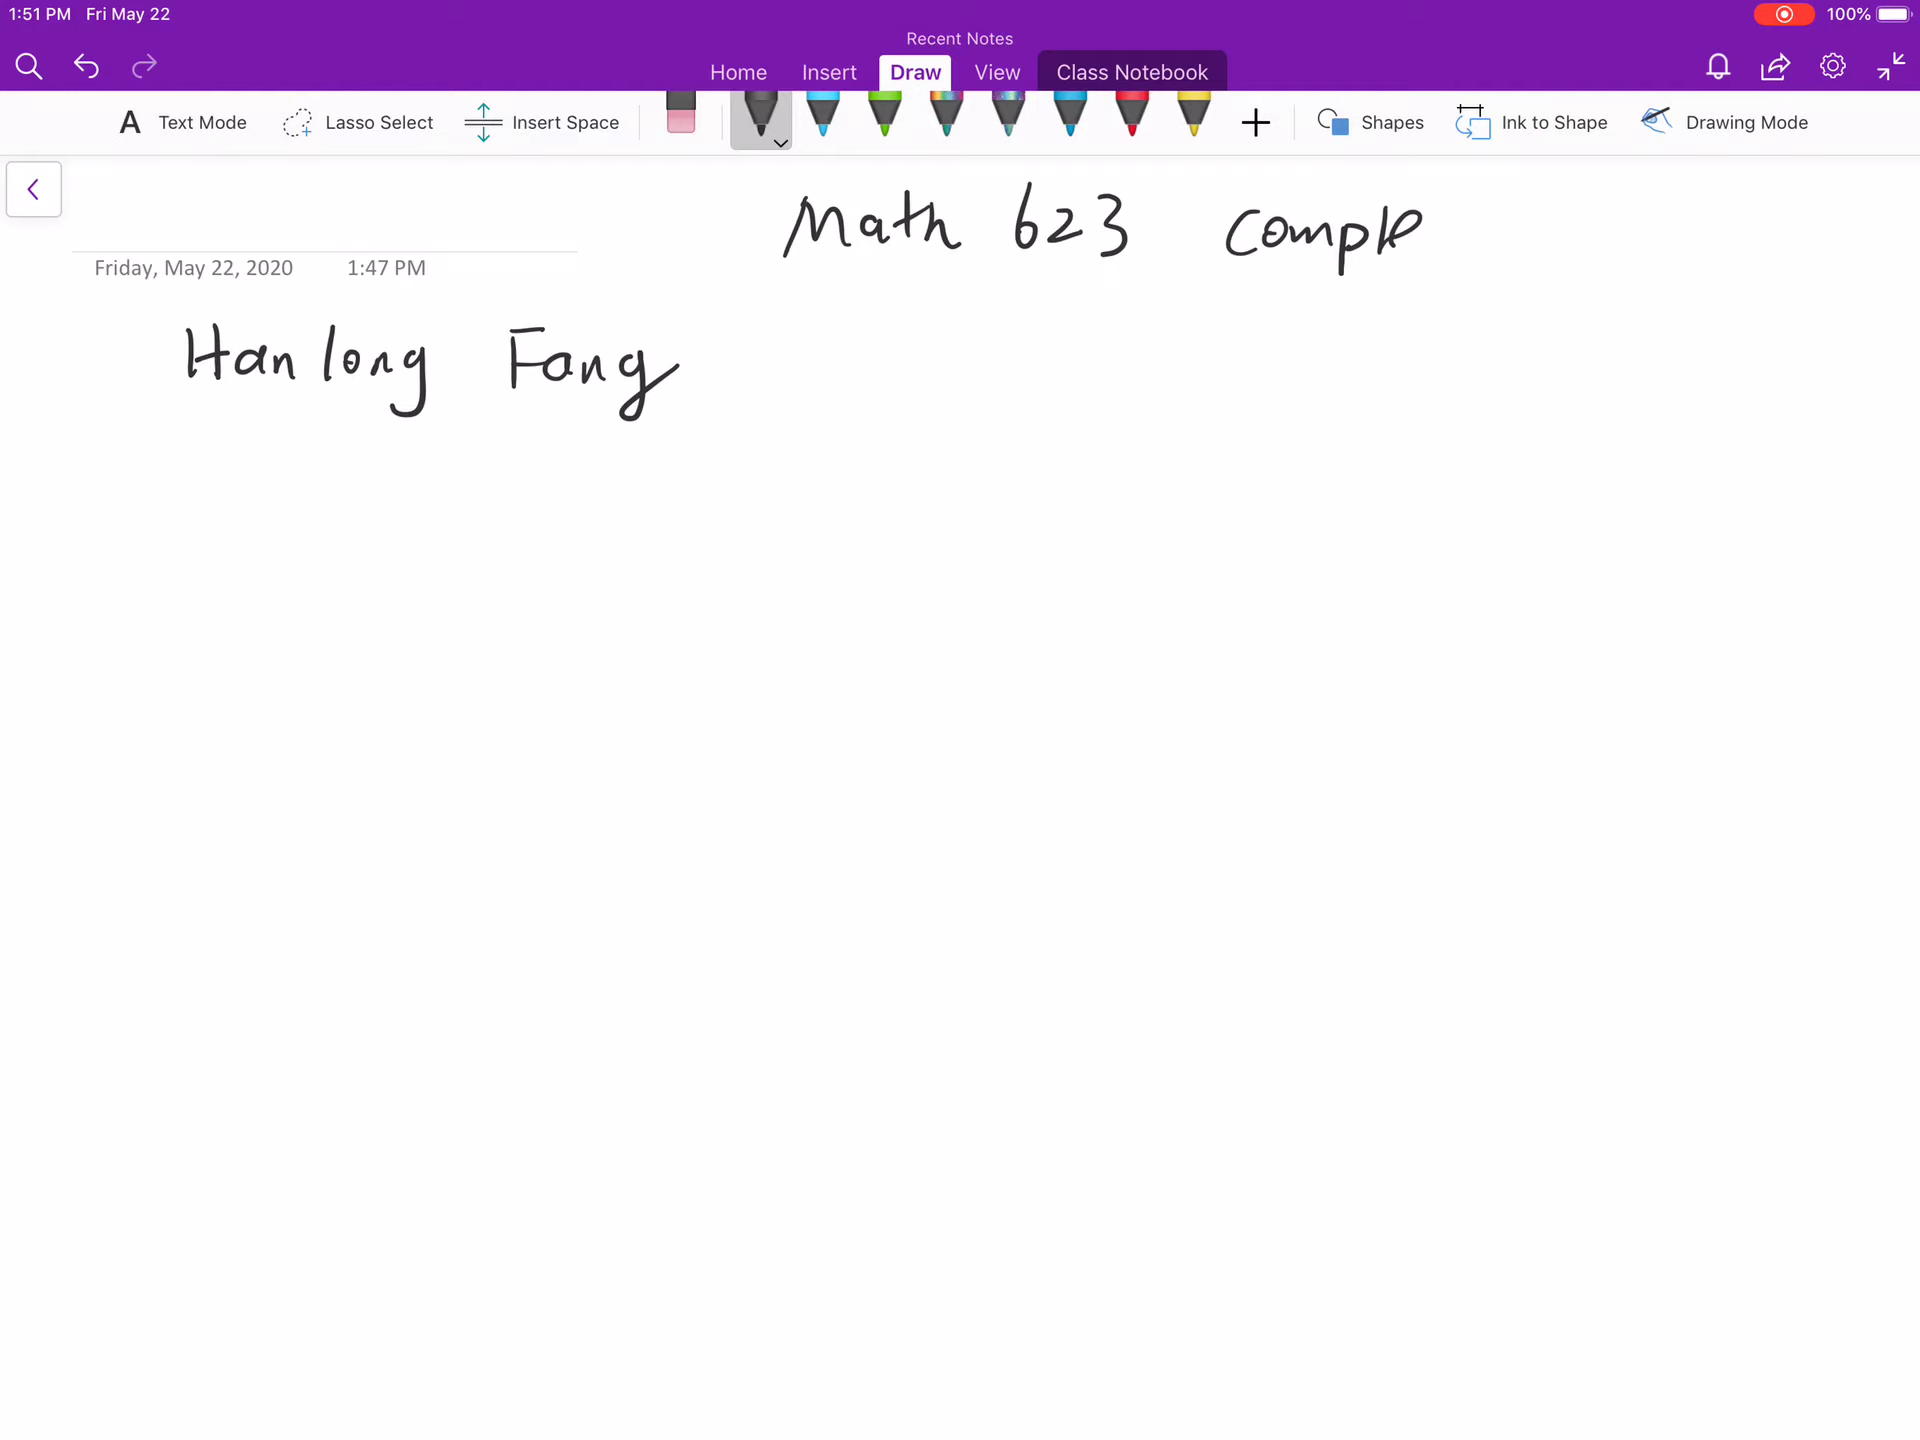 1:51 PM Fri May 22
100%
Recent Notes
Home Insert Draw View Class Notebook
A Text Mode Lasso Select Insert Space Shapes Ink to Shape Drawing Mode
Math 623 Comple
Friday, May 22, 2020 1:47 PM
Hanlong Fang